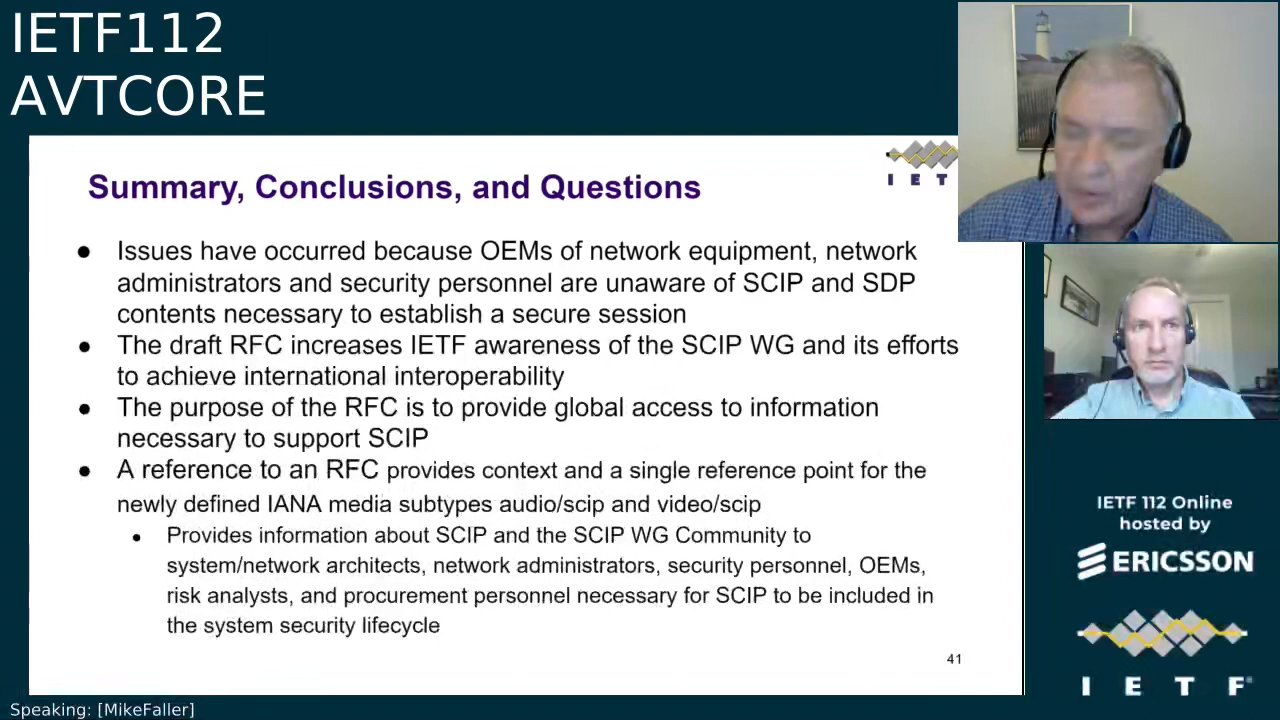 IETF112
AVTCORE
I E T
Summary, Conclusions, and Questions
● Issues have occurred because OEMs of network equipment, network
administrators and security personnel are unaware of SCIP and SDP
contents necessary to establish a secure session
● The draft RFC increases IETF awareness of the SCIP WG and its efforts
to achieve international interoperability
● The purpose of the RFC is to provide global access to information
necessary to support SCIP
● A reference to an RFC provides context and a single reference point for the
newly defined IANA media subtypes audio/scip and video/scip
● Provides information about SCIP and the SCIP WG Community to
system/network architects, network administrators, security personnel, OEMs,
risk analysts, and procurement personnel necessary for SCIP to be included in
the system security lifecycle
41
IETF 112 Online
hosted by
ERICSSON
I E T F®
Speaking: [MikeFaller]